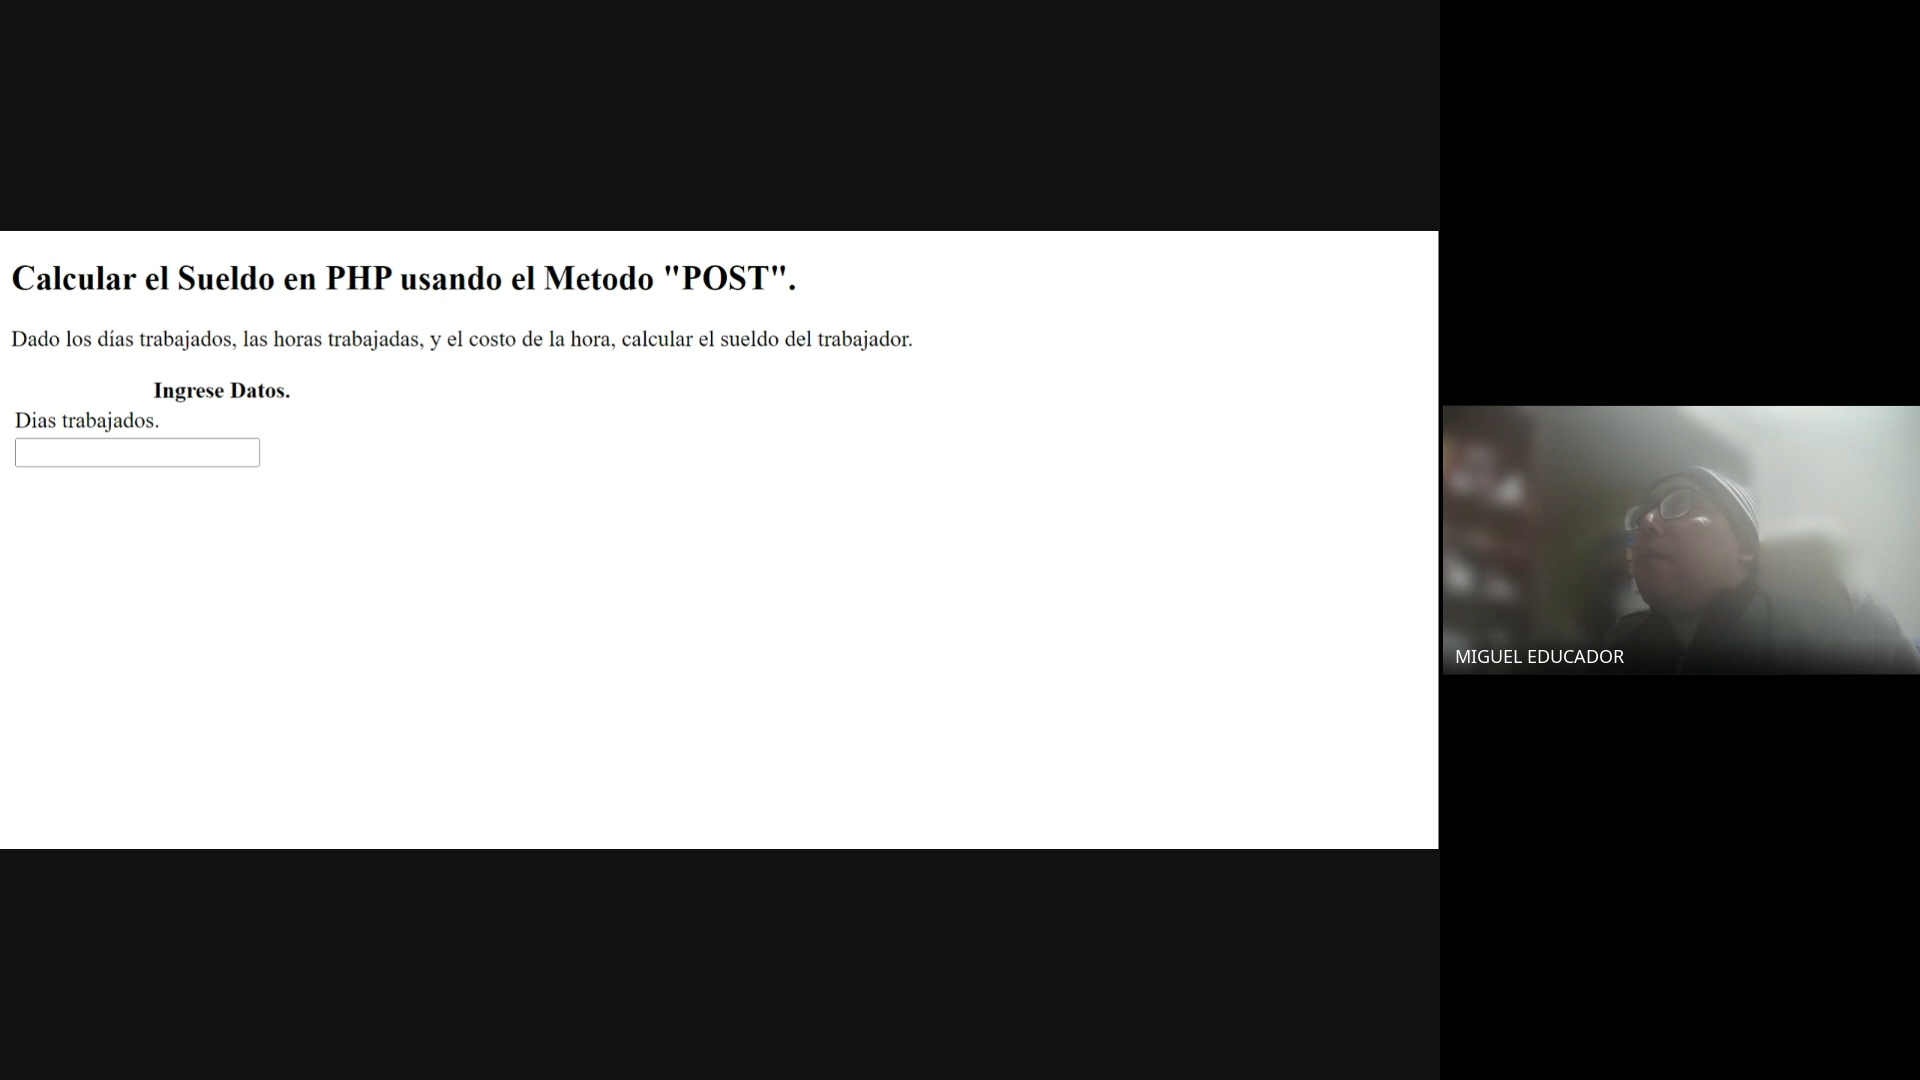 Calcular el Sueldo en PHP usando el Metodo "POST".
Dado los días trabajados, las horas trabajadas, y el costo de la hora, calcular el sueldo del trabajador.
Ingrese Datos.
Dias trabajados.
MIGUEL EDUCADOR